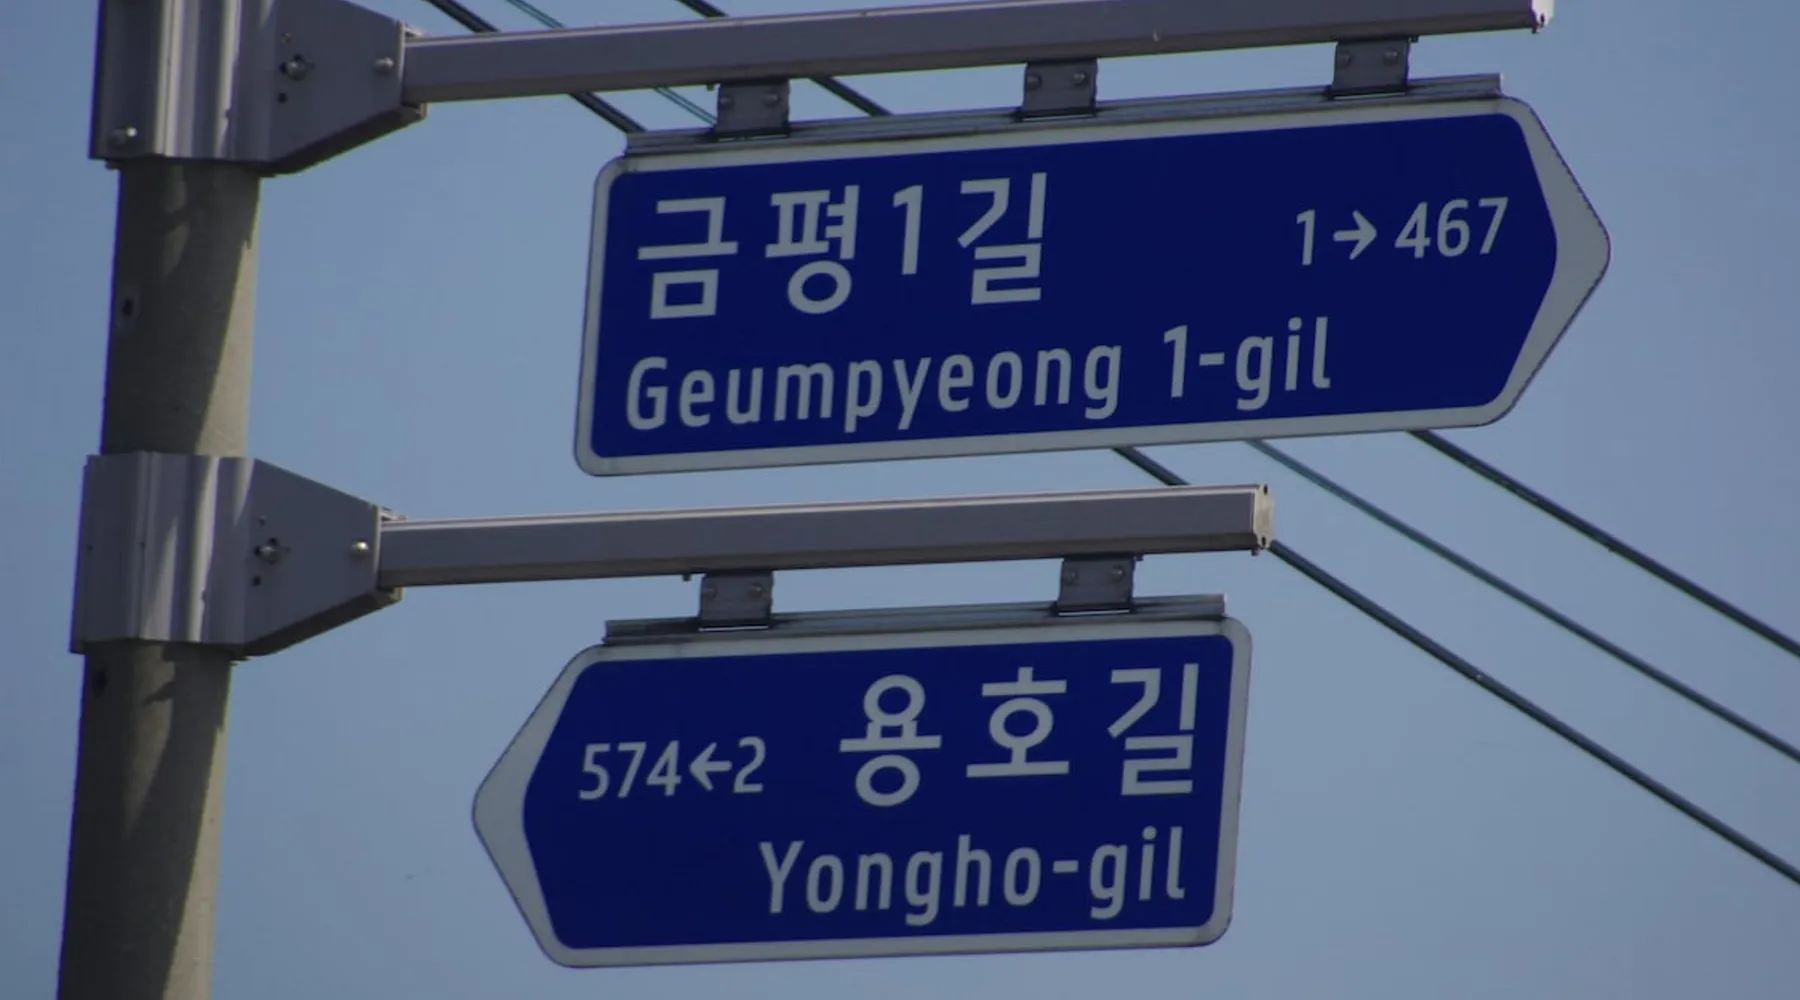 금평1길 1→467
Geumpyeong 1-gil
574←2 용호길
Yongho-gil